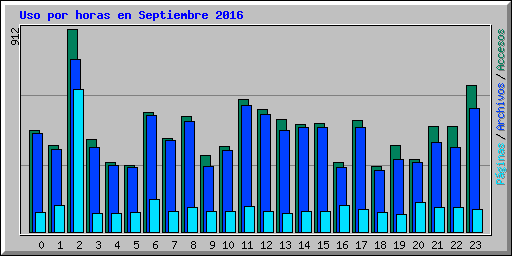 Uso por horas en Septiembre 2016
912
Páginas / Archivos / Accesos
0 1 2 3 4 5 6 7 8 9 10 11 12 13 14 15 16 17 18 19 20 21 22 23